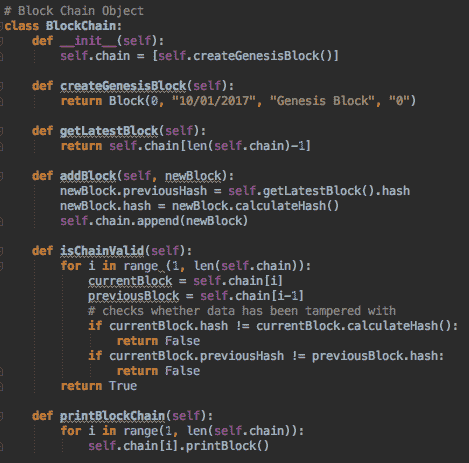 # Block Chain Object
class BlockChain:
    def __init__(self):
        self.chain = [self.createGenesisBlock()]

    def createGenesisBlock(self):
        return Block(0, "10/01/2017", "Genesis Block", "0")

    def getLatestBlock(self):
        return self.chain[len(self.chain)-1]

    def addBlock(self, newBlock):
        newBlock.previousHash = self.getLatestBlock().hash
        newBlock.hash = newBlock.calculateHash()
        self.chain.append(newBlock)

    def isChainValid(self):
        for i in range (1, len(self.chain)):
            currentBlock = self.chain[i]
            previousBlock = self.chain[i-1]
            # checks whether data has been tampered with
            if currentBlock.hash != currentBlock.calculateHash():
                return False
            if currentBlock.previousHash != previousBlock.hash:
                return False
        return True

    def printBlockChain(self):
        for i in range(1, len(self.chain)):
            self.chain[i].printBlock()